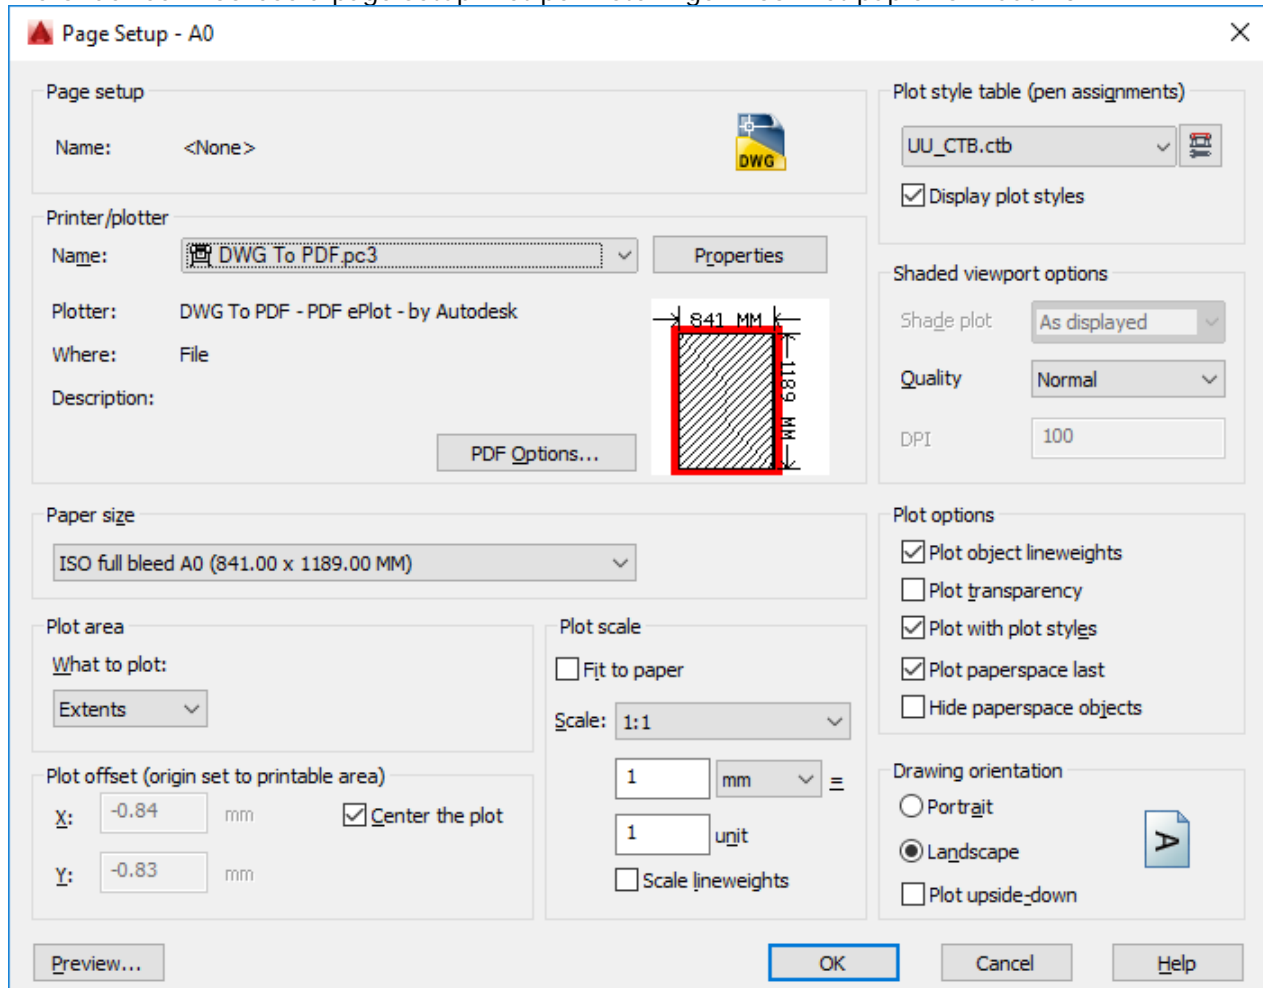 Page Setup - A0
Page setup
Name: <None>
DWG
Printer/plotter
Name: DWG To PDF.pc3 Properties
Plotter: DWG To PDF - PDF ePlot - by Autodesk
Where: File
Description:
841 MM
1189 MM
PDF Options...
Paper size
ISO full bleed A0 (841.00 x 1189.00 MM)
Plot area
What to plot:
Extents
Plot offset (origin set to printable area)
X: -0.84 mm Center the plot
Y: -0.83 mm
Plot scale
Fit to paper
Scale: 1:1
1 mm =
1 unit
Scale lineweights
Plot style table (pen assignments)
UU_CTB.ctb
Display plot styles
Shaded viewport options
Shade plot As displayed
Quality Normal
DPI 100
Plot options
Plot object lineweights
Plot transparency
Plot with plot styles
Plot paperspace last
Hide paperspace objects
Drawing orientation
Portrait
Landscape
Plot upside-down
A
Preview... OK Cancel Help